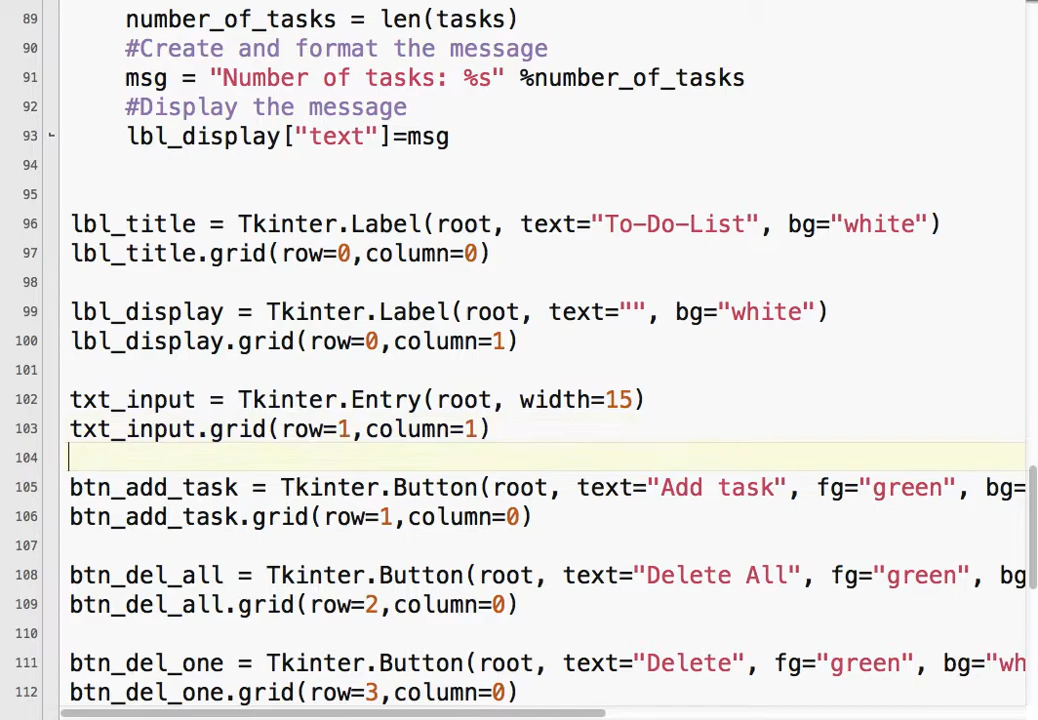 89 number_of_tasks = len(tasks)
90 #Create and format the message
91 msg = "Number of tasks: %s" %number_of_tasks
92 #Display the message
93 lbl_display["text"]=msg
94
95
96 lbl_title = Tkinter.Label(root, text="To-Do-List", bg="white")
97 lbl_title.grid(row=0,column=0)
98
99 lbl_display = Tkinter.Label(root, text="", bg="white")
100 lbl_display.grid(row=0,column=1)
101
102 txt_input = Tkinter.Entry(root, width=15)
103 txt_input.grid(row=1,column=1)
104
105 btn_add_task = Tkinter.Button(root, text="Add task", fg="green", bg=
106 btn_add_task.grid(row=1,column=0)
107
108 btn_del_all = Tkinter.Button(root, text="Delete All", fg="green", bg
109 btn_del_all.grid(row=2,column=0)
110
111 btn_del_one = Tkinter.Button(root, text="Delete", fg="green", bg="wh
112 btn_del_one.grid(row=3,column=0)